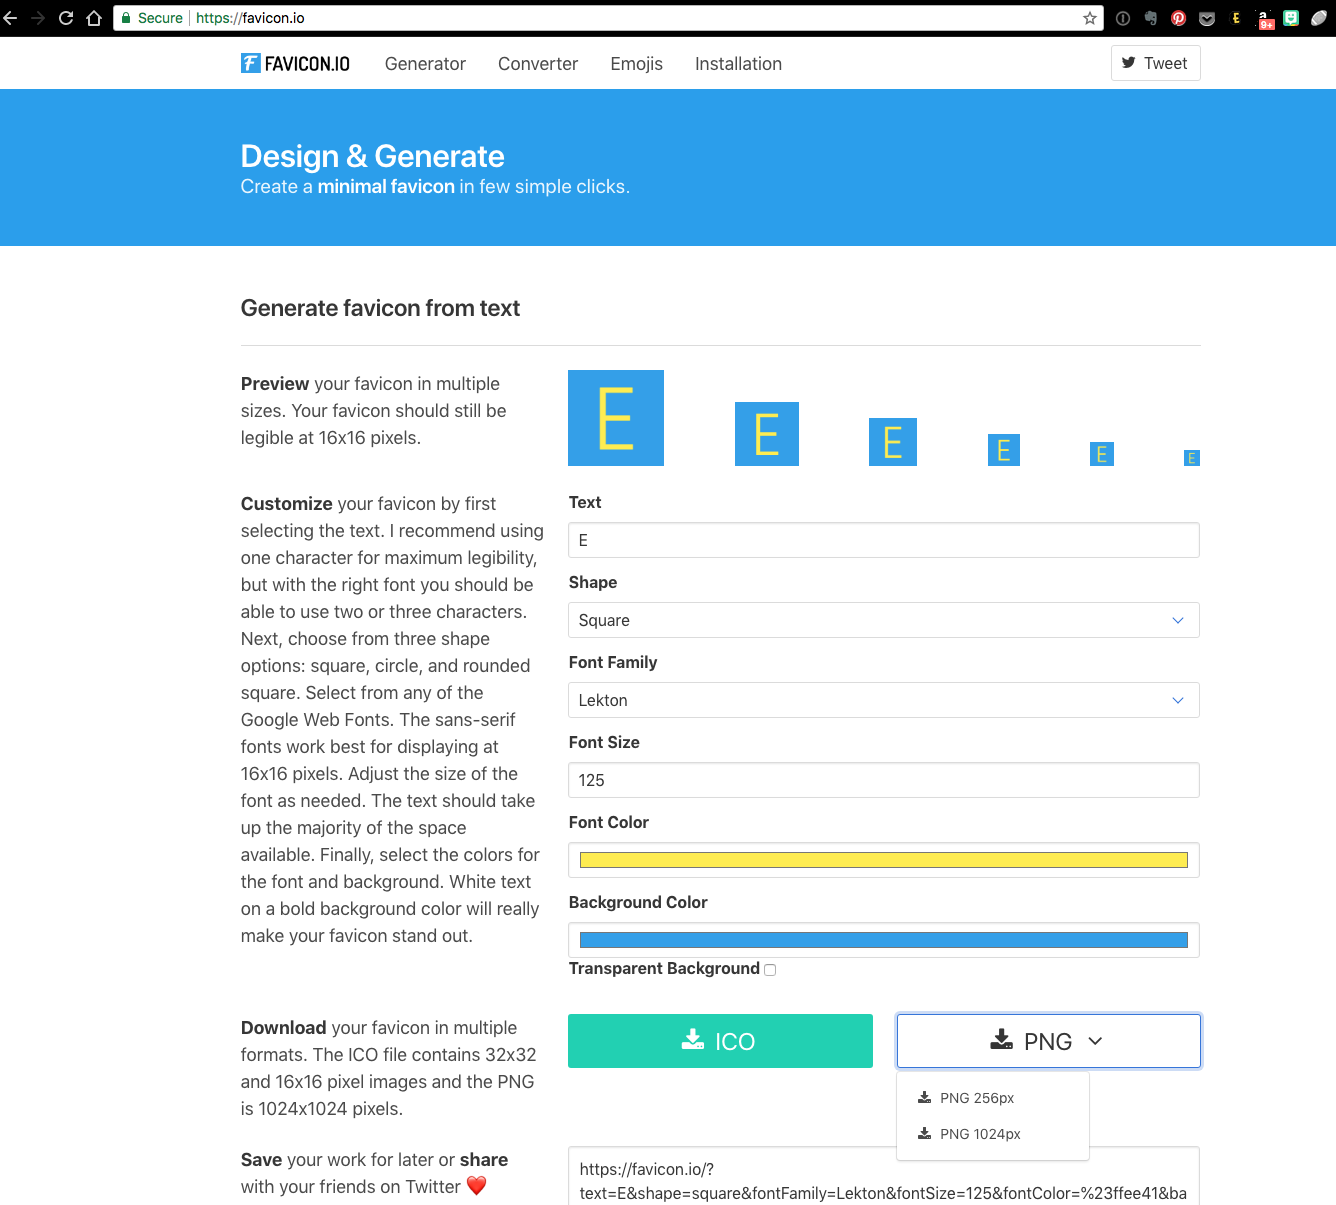 Secure https://favicon.io
9+
FAVICON.IO Generator Converter Emojis Installation Tweet
Design & Generate
Create a minimal favicon in few simple clicks.
Generate favicon from text
Preview your favicon in multiple
sizes. Your favicon should still be
legible at 16x16 pixels.
E E E E E E
Customize your favicon by first
selecting the text. I recommend using
one character for maximum legibility,
but with the right font you should be
able to use two or three characters.
Next, choose from three shape
options: square, circle, and rounded
square. Select from any of the
Google Web Fonts. The sans-serif
fonts work best for displaying at
16x16 pixels. Adjust the size of the
font as needed. The text should take
up the majority of the space
available. Finally, select the colors for
the font and background. White text
on a bold background color will really
make your favicon stand out.
Text
E
Shape
Square
Font Family
Lekton
Font Size
125
Font Color
Background Color
Transparent Background
Download your favicon in multiple
formats. The ICO file contains 32x32
and 16x16 pixel images and the PNG
is 1024x1024 pixels.
ICO
PNG
PNG 256px
PNG 1024px
Save your work for later or share
with your friends on Twitter ❤️
https://favicon.io/?
text=E&shape=square&fontFamily=Lekton&fontSize=125&fontColor=%23ffee41&ba